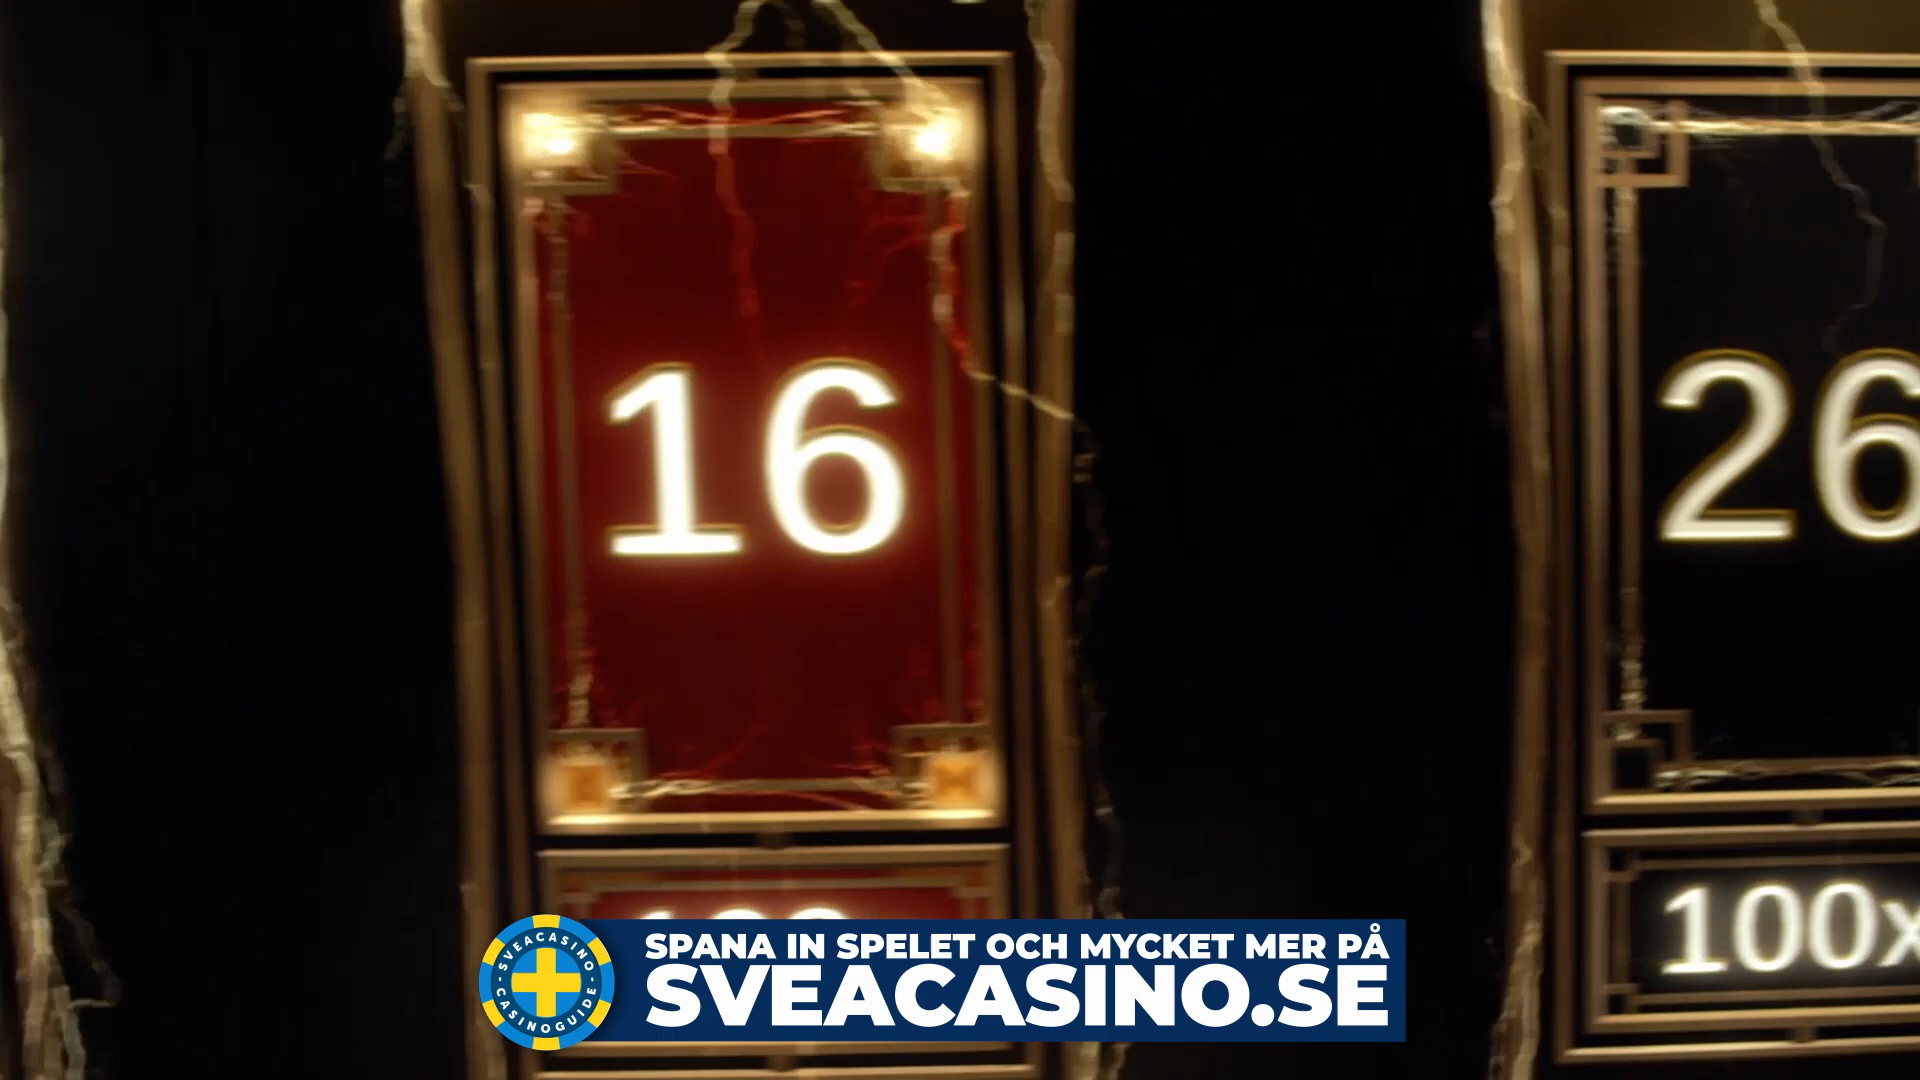 16
26
100x
SPANA IN SPELET OCH MYCKET MER PÅ
SVEACASINO.SE
SVEACASINO
CASINOGUIDE